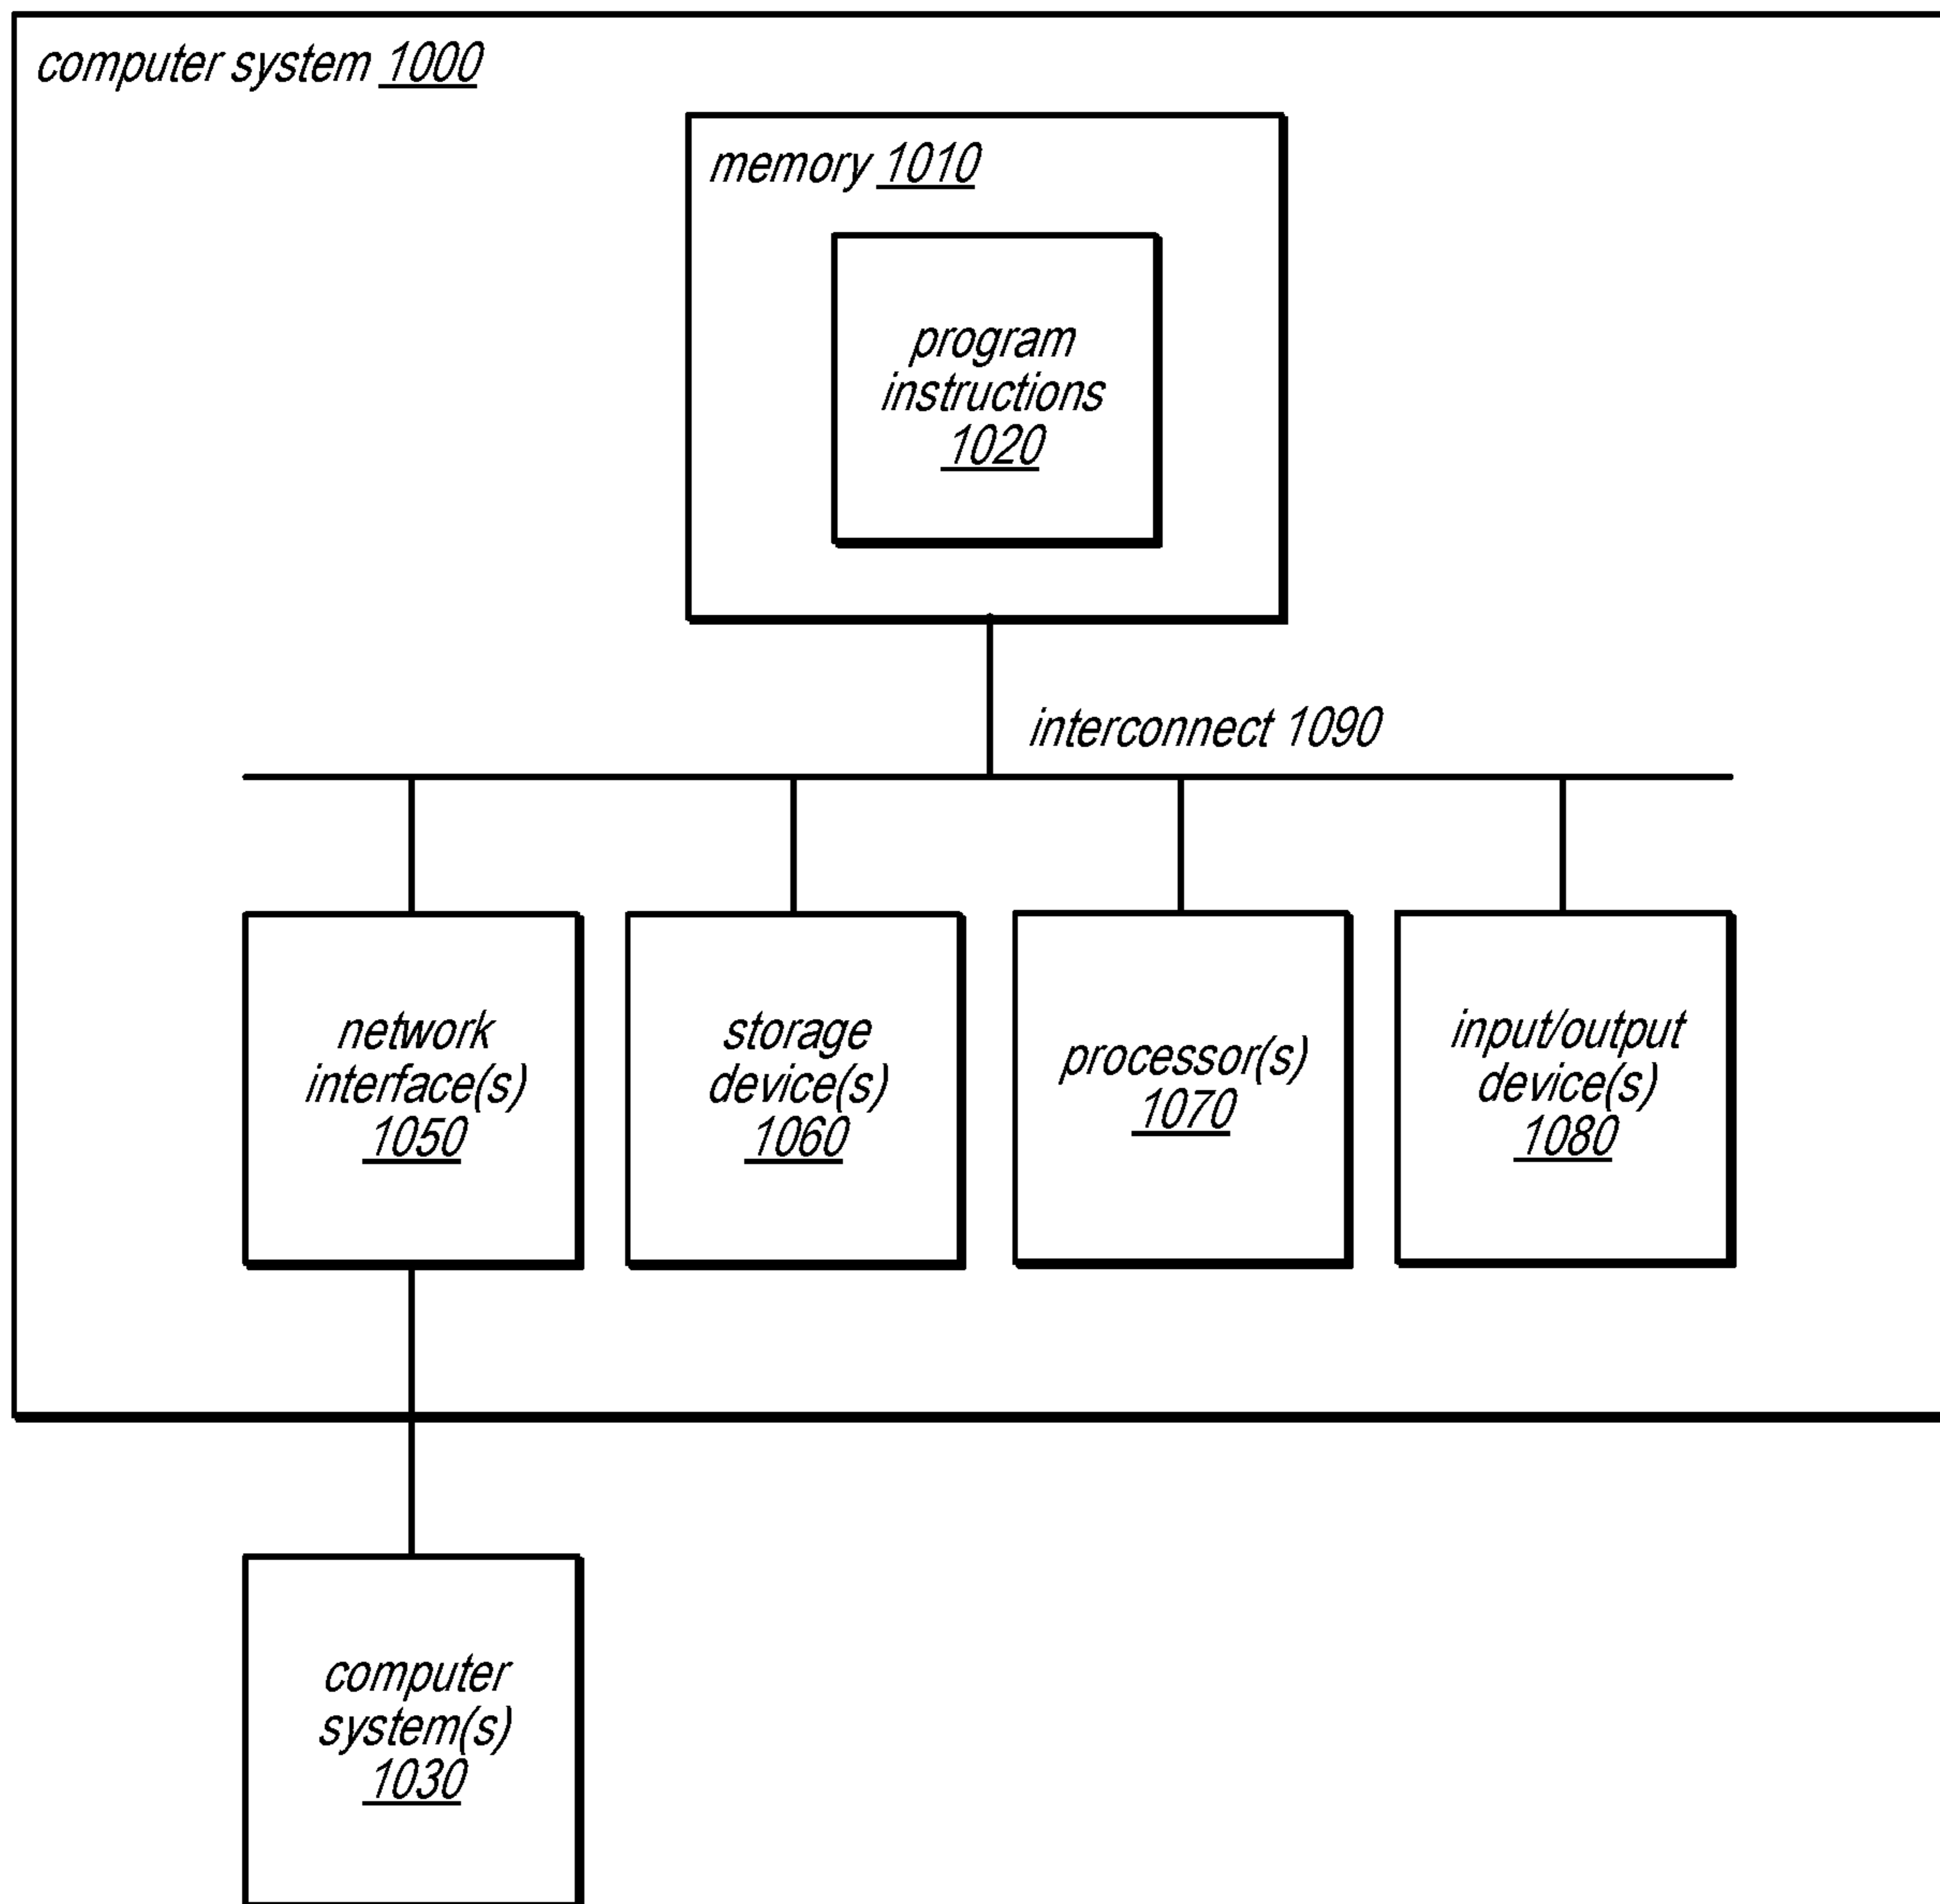 computer system 1000
memory 1010
program
instructions
1020
interconnect 1090
network
interface(s)
1050
storage
device(s)
1060
processor(s)
1070
input/output
device(s)
1080
computer
system(s)
1030